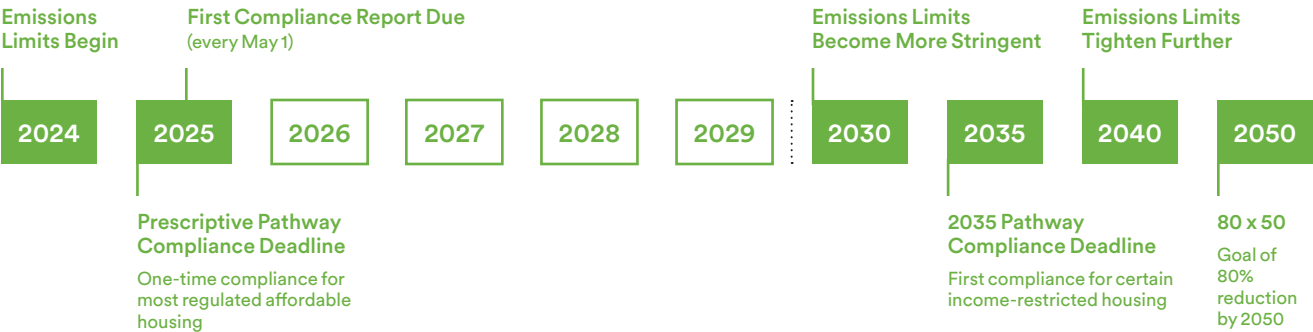 Emissions
Limits Begin
First Compliance Report Due
(every May 1)
Emissions Limits
Become More Stringent
Emissions Limits
Tighten Further
2024
2025
2026
2027
2028
2029
2030
2035
2040
2050
Prescriptive Pathway
Compliance Deadline
One-time compliance for
most regulated affordable
housing
2035 Pathway
Compliance Deadline
First compliance for certain
income-restricted housing
80 x 50
Goal of
80%
reduction
by 2050